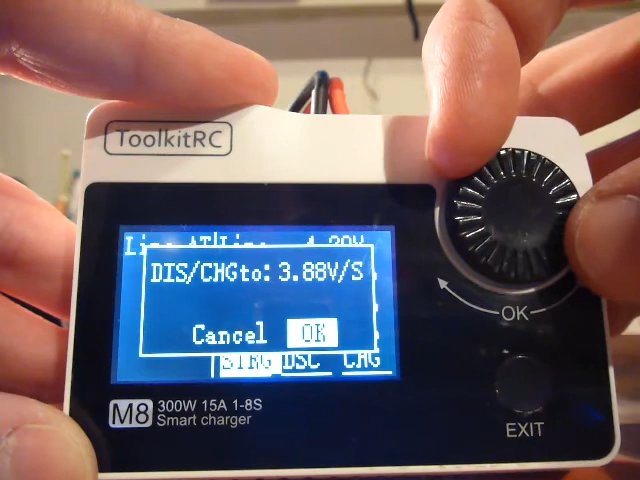 ToolkitRC
DIS/CHGto: 3.88V/S
Cancel OK
STRG DSC CHG
OK
M8 300W 15A 1-8S
Smart charger
EXIT